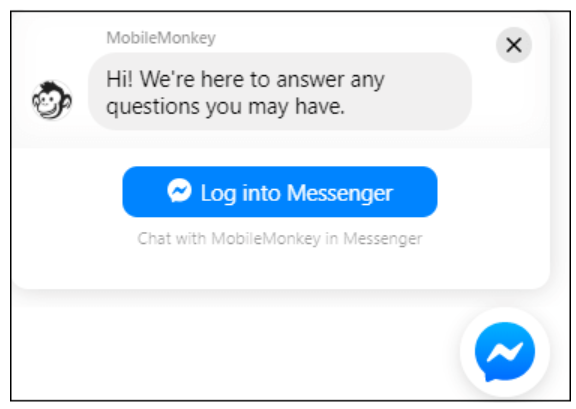 MobileMonkey
Hi! We're here to answer any
questions you may have.
Log into Messenger
Chat with MobileMonkey in Messenger